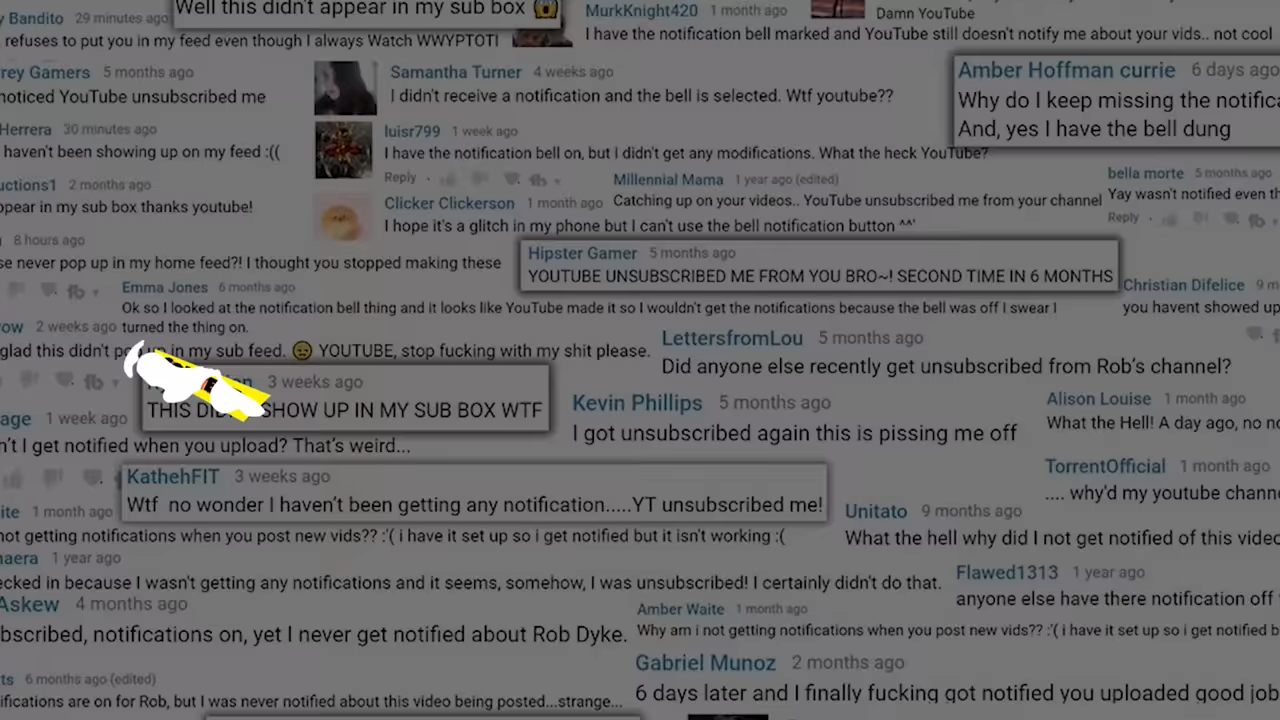 Well this didn't appear in my sub box 😱
y Bandito 29 minutes ago
refuses to put you in my feed even though I always Watch WWYPTOTI
MurkKnight420 1 month ago
I have the notification bell marked and YouTube still doesn't notify me about your vids.. not cool
Damn YouTube
rey Gamers 5 months ago
noticed YouTube unsubscribed me
Samantha Turner 4 weeks ago
I didn't receive a notification and the bell is selected. Wtf youtube??
Amber Hoffman currie 6 days ago
Why do I keep missing the notifica
And, yes I have the bell dung
Herrera 30 minutes ago
haven't been showing up on my feed :((
luisr799 1 week ago
I have the notification bell on, but I didn't get any modifications. What the heck YouTube?
Reply
uctions1 2 months ago
ppear in my sub box thanks youtube!
Millennial Mama 1 year ago (edited)
Catching up on your videos.. YouTube unsubscribed me from your channel
bella morte 5 months ago
Yay wasn't notified even th
Reply
Clicker Clickerson 1 month ago
I hope it's a glitch in my phone but I can't use the bell notification button ^^'
8 hours ago
se never pop up in my home feed?! I thought you stopped making these
Hipster Gamer 5 months ago
YOUTUBE UNSUBSCRIBED ME FROM YOU BRO~! SECOND TIME IN 6 MONTHS
Emma Jones 6 months ago
Ok so I looked at the notification bell thing and it looks like YouTube made it so I wouldn't get the notifications because the bell was off I swear I
turned the thing on.
Christian Difelice 9 m
you havent showed up
ow 2 weeks ago
glad this didn't pop up in my sub feed. 😒 YOUTUBE, stop fucking with my shit please.
LettersfromLou 5 months ago
Did anyone else recently get unsubscribed from Rob's channel?
3 weeks ago
THIS SHOW UP IN MY SUB BOX WTF
age 1 week ago
n't I get notified when you upload? That's weird...
Kevin Phillips 5 months ago
I got unsubscribed again this is pissing me off
Alison Louise 1 month ago
What the Hell! A day ago, no no
KathehFIT 3 weeks ago
Wtf no wonder I haven't been getting any notification.....YT unsubscribed me!
TorrentOfficial 1 month ago
.... why'd my youtube chann
ite 1 month ago
not getting notifications when you post new vids?? :'( i have it set up so i get notified but it isn't working :(
Unitato 9 months ago
What the hell why did I not get notified of this video
haera 1 year ago
ecked in because I wasn't getting any notifications and it seems, somehow, I was unsubscribed! I certainly didn't do that.
Flawed1313 1 year ago
anyone else have there notification off
Askew 4 months ago
bscribed, notifications on, yet I never get notified about Rob Dyke.
Amber Waite 1 month ago
Why am i not getting notifications when you post new vids?? :'( i have it set up so i get notified b
ts 6 months ago (edited)
ifications are on for Rob, but I was never notified about this video being posted...strange...
Gabriel Munoz 2 months ago
6 days later and I finally fucking got notified you uploaded good job